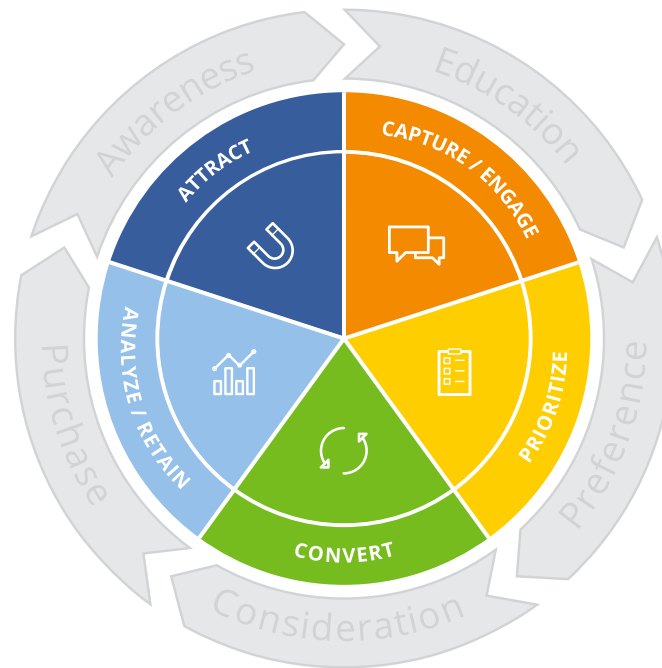 Awareness
Education
Preference
Consideration
Purchase
ATTRACT
CAPTURE / ENGAGE
PRIORITIZE
CONVERT
ANALYZE / RETAIN